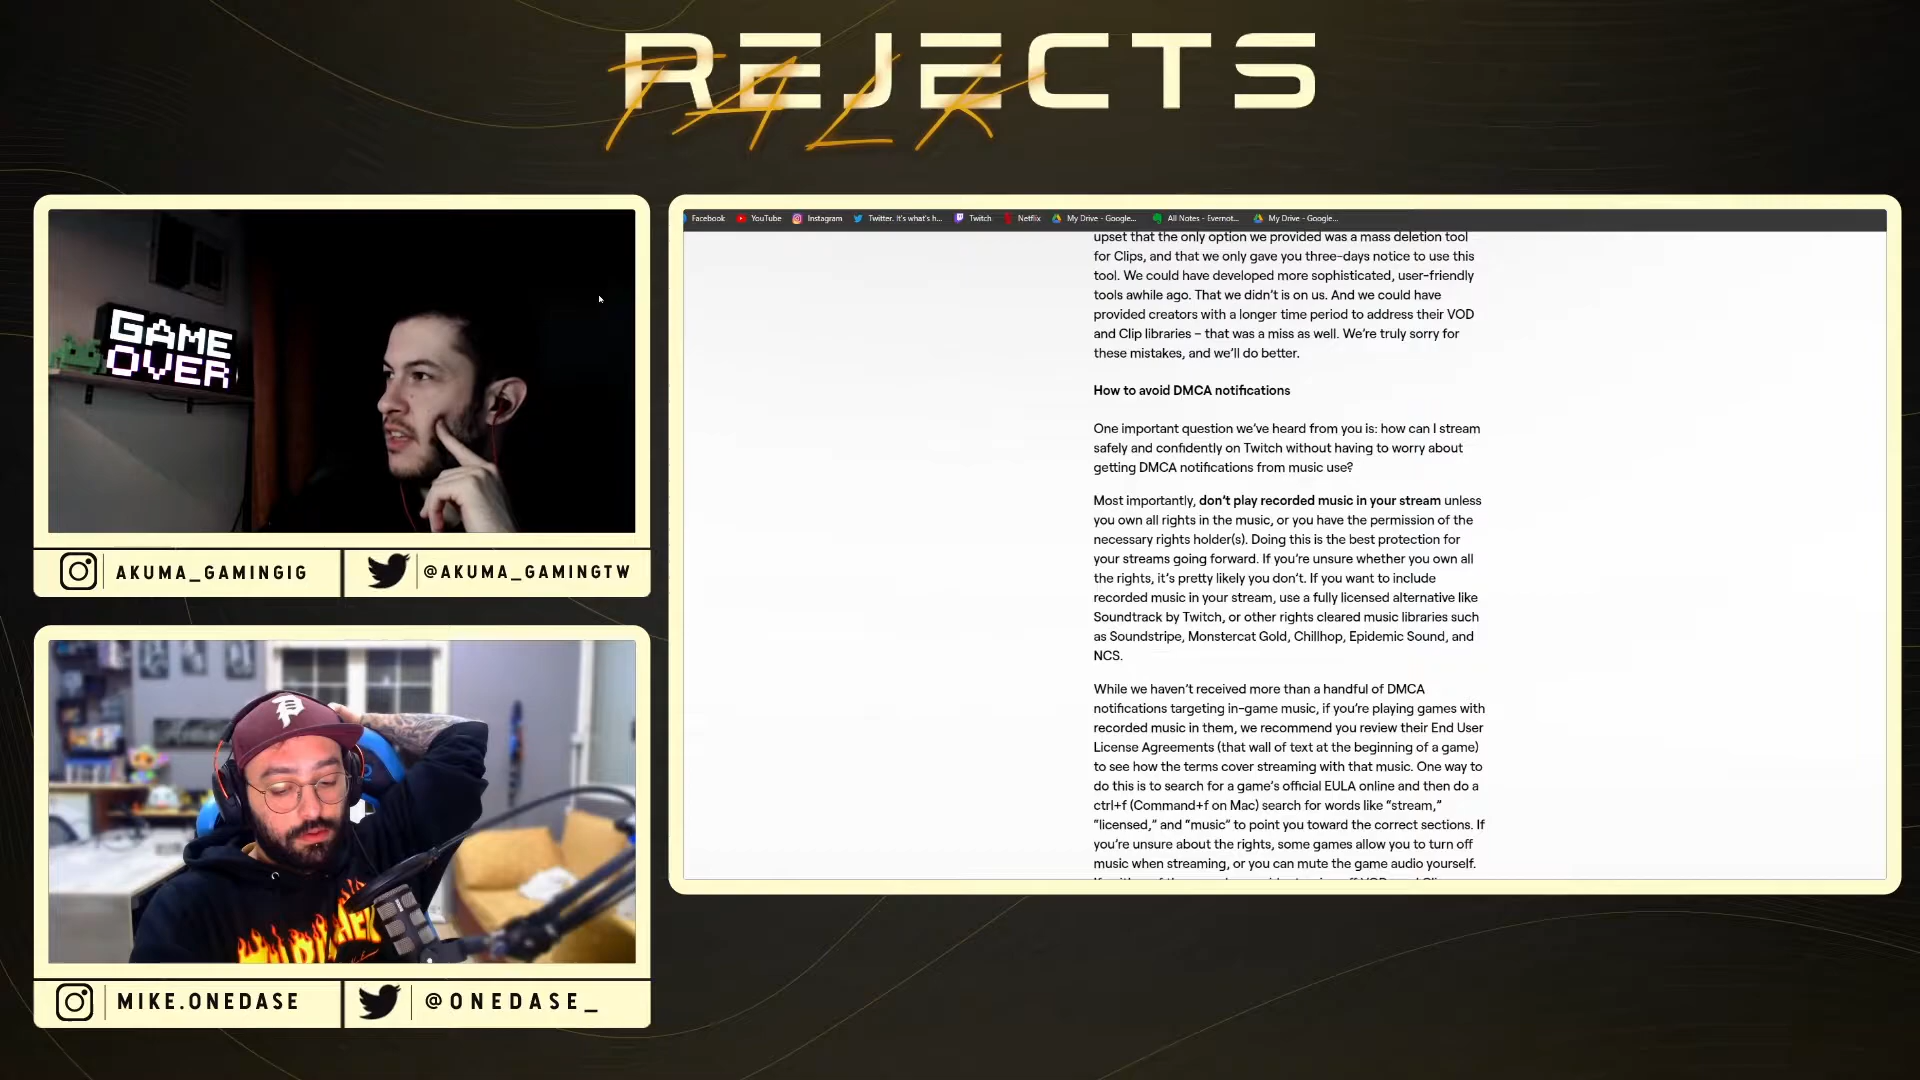 REJECTS
TALK
GAME
OVER
AKUMA_GAMINGIG
@AKUMA_GAMINGTW
P
MIKE.ONEDASE
@ONEDASE_
Facebook YouTube Instagram Twitter. It's what's h... Twitch Netflix My Drive - Google... All Notes - Evernot... My Drive - Google...
upset that the only option we provided was a mass deletion tool
for Clips, and that we only gave you three-days notice to use this
tool. We could have developed more sophisticated, user-friendly
tools awhile ago. That we didn't is on us. And we could have
provided creators with a longer time period to address their VOD
and Clip libraries – that was a miss as well. We're truly sorry for
these mistakes, and we'll do better.
How to avoid DMCA notifications
One important question we've heard from you is: how can I stream
safely and confidently on Twitch without having to worry about
getting DMCA notifications from music use?
Most importantly, don't play recorded music in your stream unless
you own all rights in the music, or you have the permission of the
necessary rights holder(s). Doing this is the best protection for
your streams going forward. If you're unsure whether you own all
the rights, it's pretty likely you don't. If you want to include
recorded music in your stream, use a fully licensed alternative like
Soundtrack by Twitch, or other rights cleared music libraries such
as Soundstripe, Monstercat Gold, Chillhop, Epidemic Sound, and
NCS.
While we haven't received more than a handful of DMCA
notifications targeting in-game music, if you're playing games with
recorded music in them, we recommend you review their End User
License Agreements (that wall of text at the beginning of a game)
to see how the terms cover streaming with that music. One way to
do this is to search for a game's official EULA online and then do a
ctrl+f (Command+f on Mac) search for words like "stream,"
"licensed," and "music" to point you toward the correct sections. If
you're unsure about the rights, some games allow you to turn off
music when streaming, or you can mute the game audio yourself.